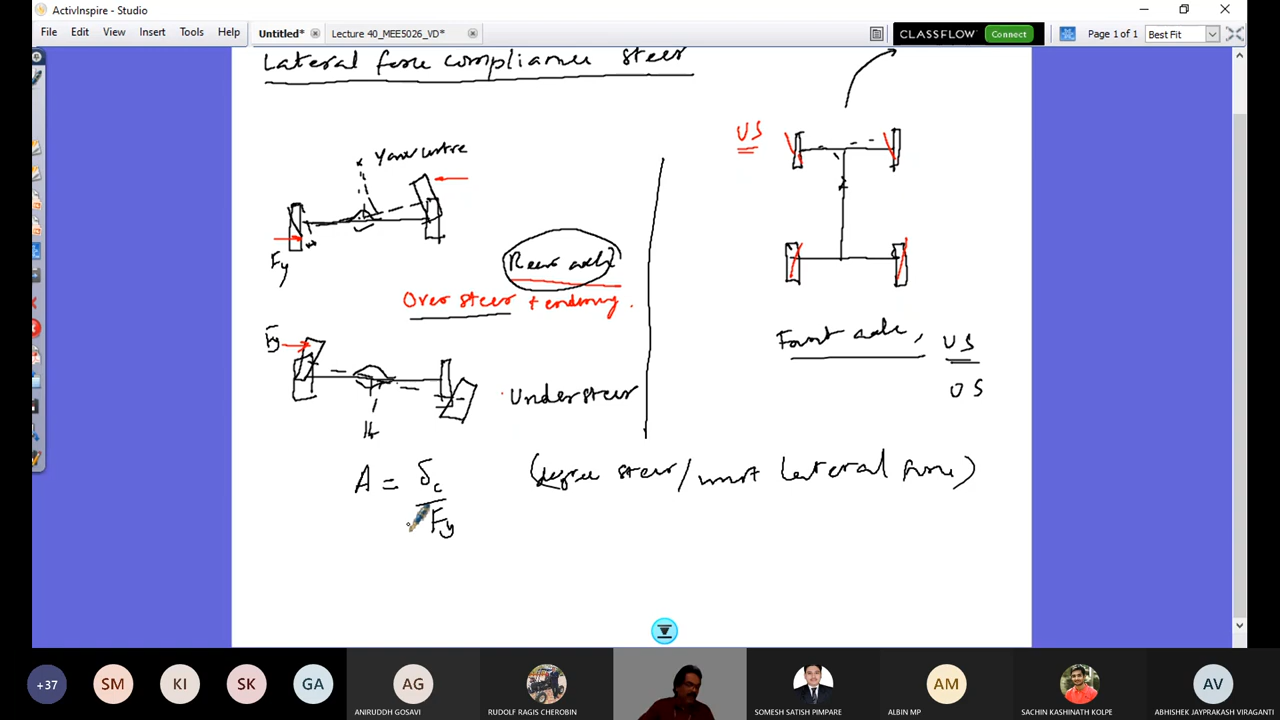 ActivInspire - Studio
File Edit View Insert Tools Help
Untitled* Lecture 40_MEE5026_VD*
CLASSFLOW Connect
Page 1 of 1 Best Fit
Lateral force compliance steer
Yaw centre
Fy
Rear axle
Over steer tendency.
Fy
Understeer
A = δc / Fy
(degree steer/unit lateral force)
US
Front axle, US
OS
+37 SM KI SK GA AG AM AV
ANIRUDH GOSAVI RUDOLF RAGIS CHEROBIN SOMESH SATISH PIMPARE ALBIN MP SACHIN KASHINATH KOLPE ABHISHEK JAYPRAKASH VIRAGANTI